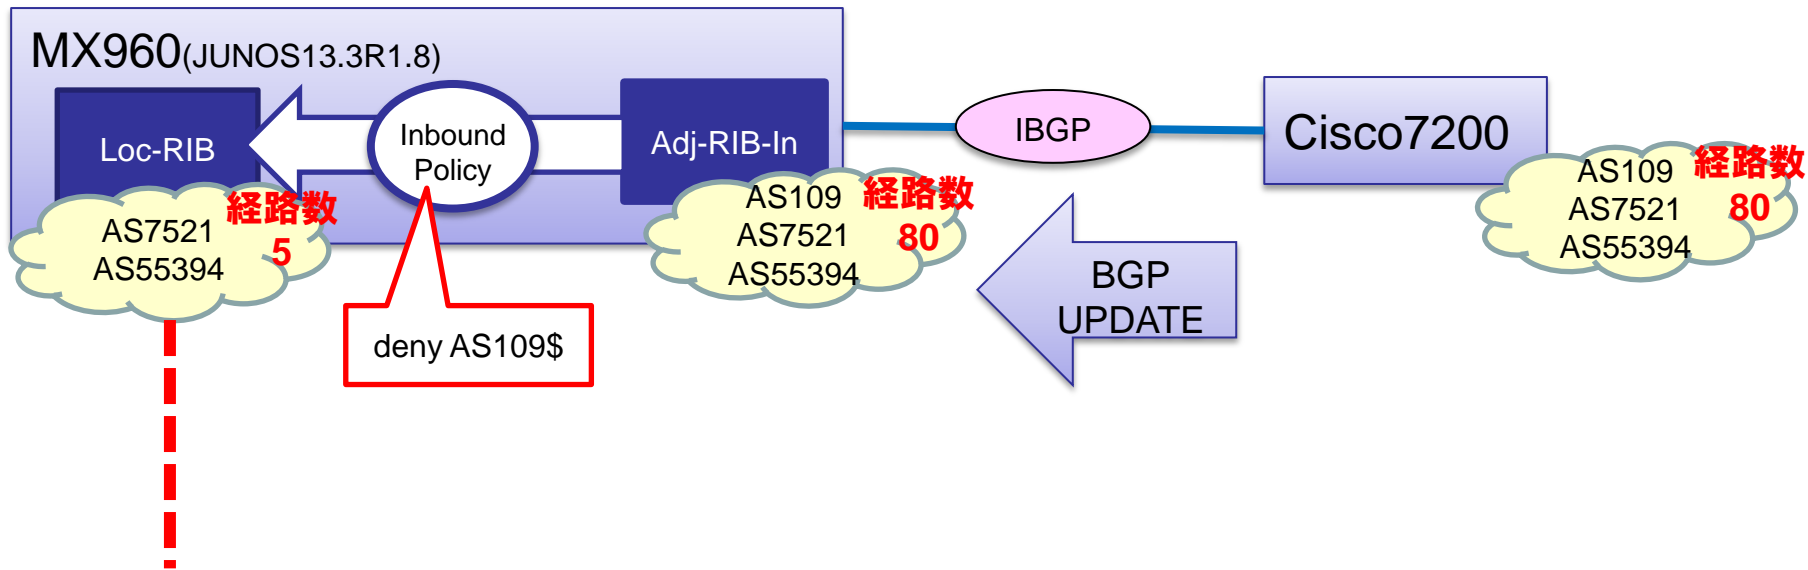 MX960(JUNOS13.3R1.8)
Loc-RIB
Inbound
Policy
Adj-RIB-In
IBGP
Cisco7200
AS7521
AS55394
経路数
5
AS109
AS7521
AS55394
経路数
80
AS109
AS7521
AS55394
経路数
80
deny AS109$
BGP
UPDATE